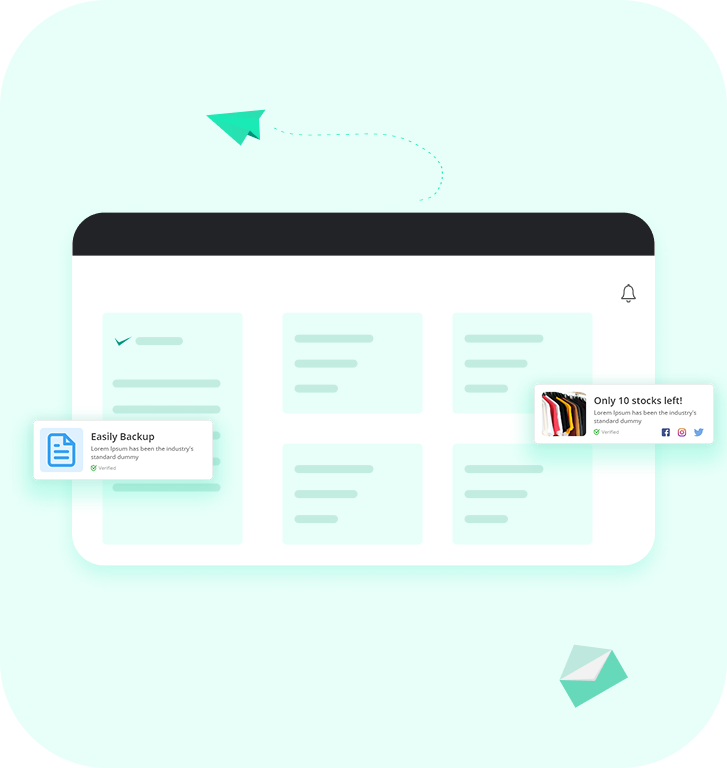 Only 10 stocks left!
Lorem Ipsum has been the industry's
standard dummy
Verified
Easily Backup
Lorem Ipsum has been the industry's
standard dummy
Verified